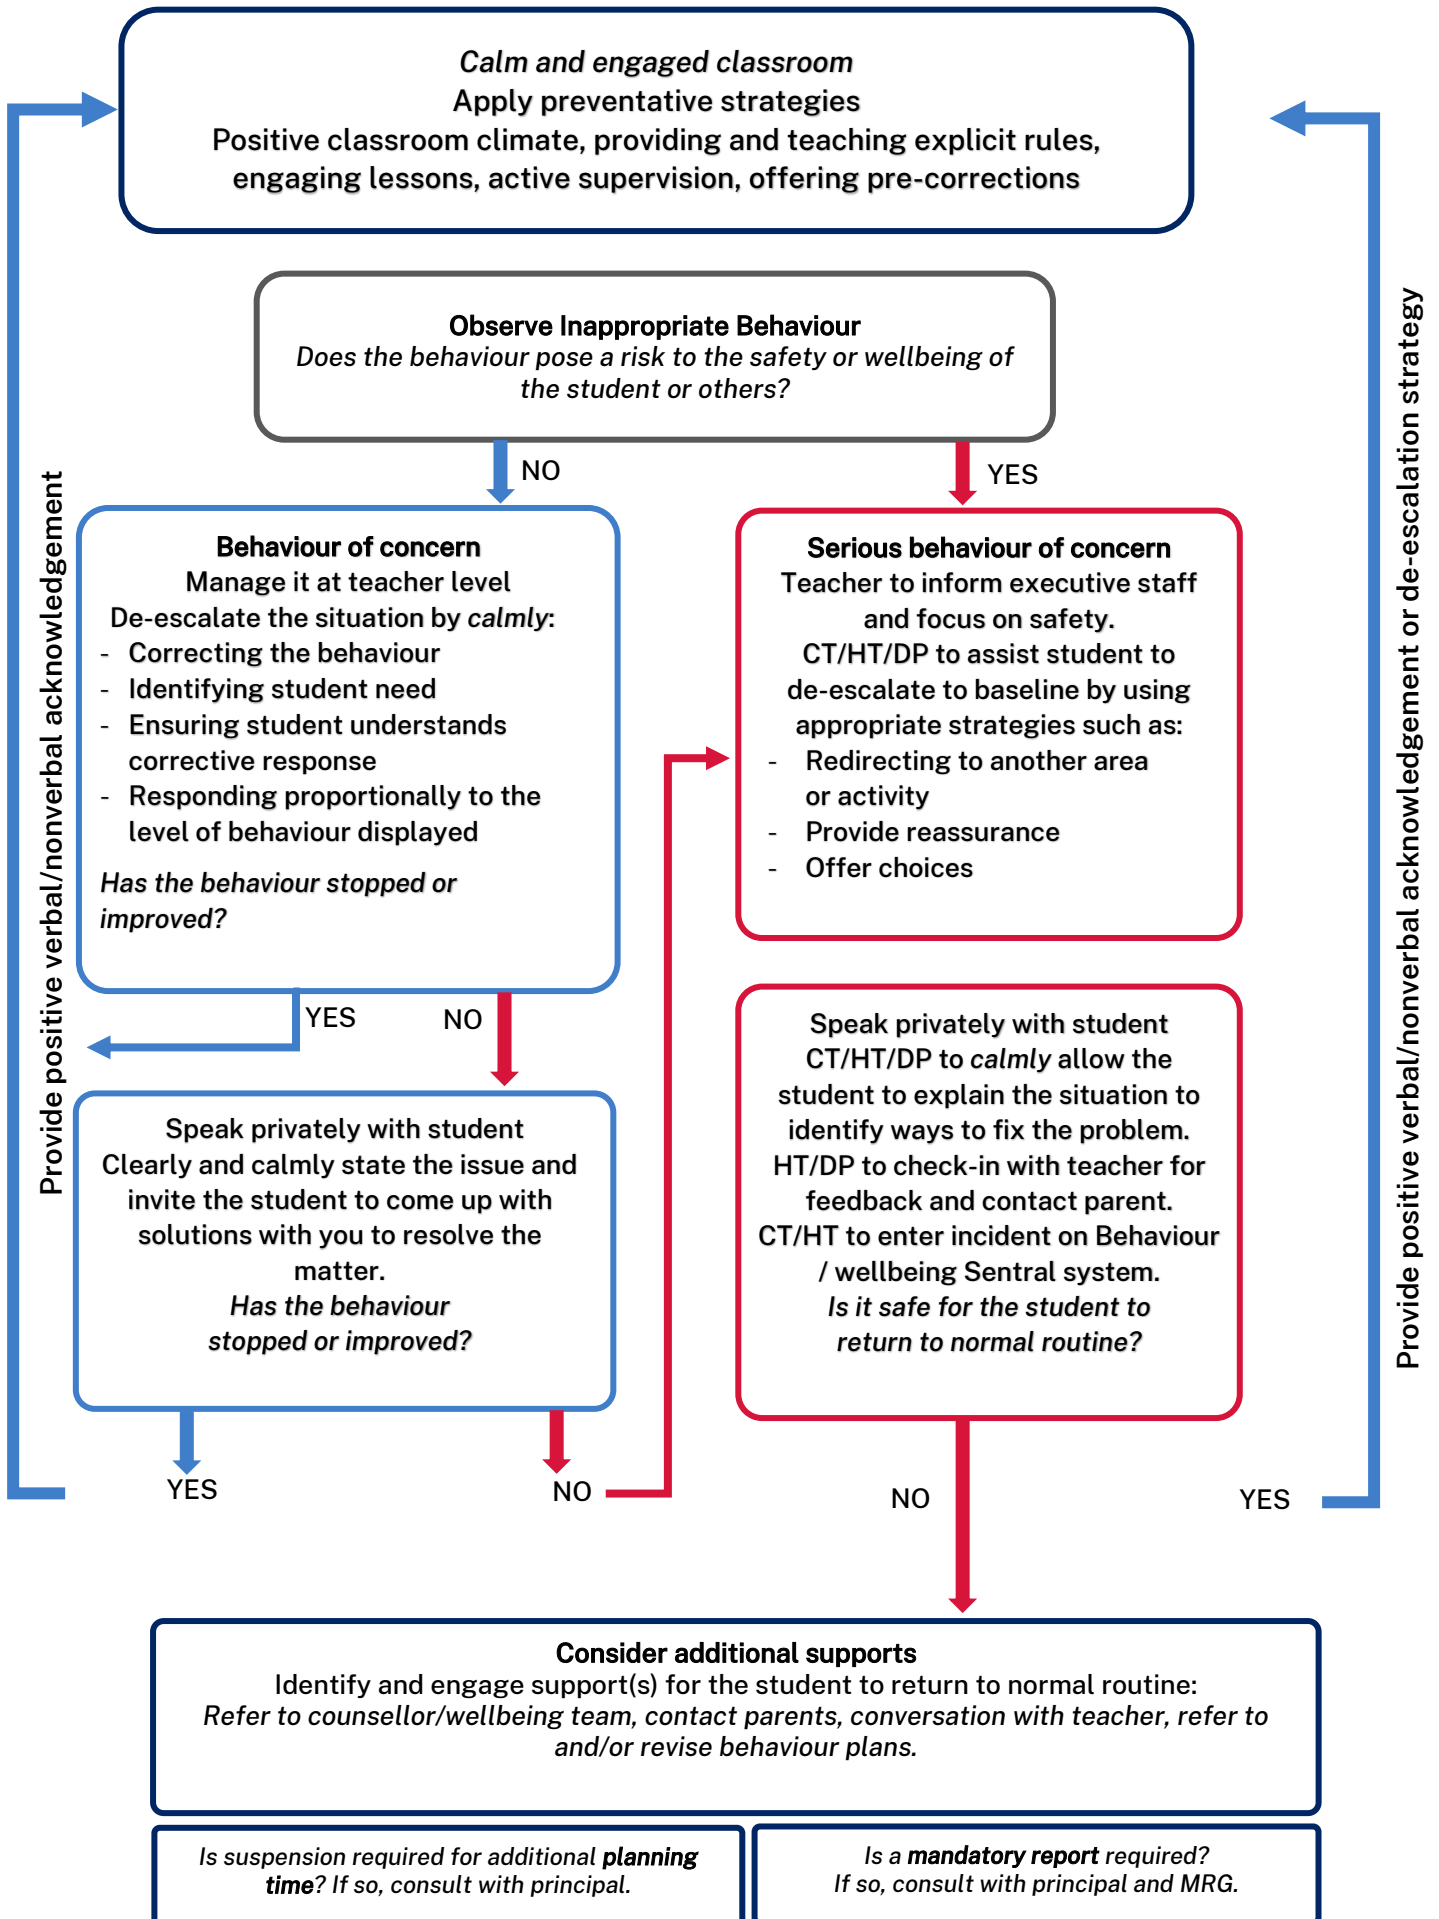 Calm and engaged classroom
Apply preventative strategies
Positive classroom climate, providing and teaching explicit rules,
engaging lessons, active supervision, offering pre-corrections
Observe Inappropriate Behaviour
Does the behaviour pose a risk to the safety or wellbeing of
the student or others?
NO
YES
Behaviour of concern
Manage it at teacher level
De-escalate the situation by calmly:
- Correcting the behaviour
- Identifying student need
- Ensuring student understands
corrective response
- Responding proportionally to the
level of behaviour displayed
Has the behaviour stopped or
improved?
YES
NO
Speak privately with student
Clearly and calmly state the issue and
invite the student to come up with
solutions with you to resolve the
matter.
Has the behaviour
stopped or improved?
YES
NO
Provide positive verbal/nonverbal acknowledgement
Serious behaviour of concern
Teacher to inform executive staff
and focus on safety.
CT/HT/DP to assist student to
de-escalate to baseline by using
appropriate strategies such as:
- Redirecting to another area
or activity
- Provide reassurance
- Offer choices
Speak privately with student
CT/HT/DP to calmly allow the
student to explain the situation to
identify ways to fix the problem.
HT/DP to check-in with teacher for
feedback and contact parent.
CT/HT to enter incident on Behaviour
/ wellbeing Sentral system.
Is it safe for the student to
return to normal routine?
NO
YES
Provide positive verbal/nonverbal acknowledgement or de-escalation strategy
Consider additional supports
Identify and engage support(s) for the student to return to normal routine:
Refer to counsellor/wellbeing team, contact parents, conversation with teacher, refer to
and/or revise behaviour plans.
Is suspension required for additional planning
time? If so, consult with principal.
Is a mandatory report required?
If so, consult with principal and MRG.